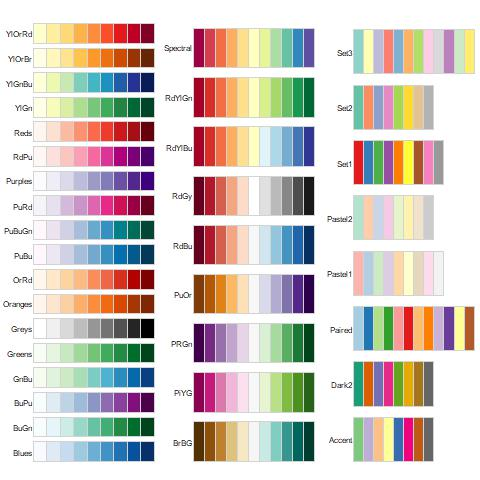 YlOrRd
YlOrBr
YlGnBu
YlGn
Reds
RdPu
Purples
PuRd
PuBuGn
PuBu
OrRd
Oranges
Greys
Greens
GnBu
BuPu
BuGn
Blues
Spectral
RdYlGn
RdYlBu
RdGy
RdBu
PuOr
PRGn
PiYG
BrBG
Set3
Set2
Set1
Pastel2
Pastel1
Paired
Dark2
Accent